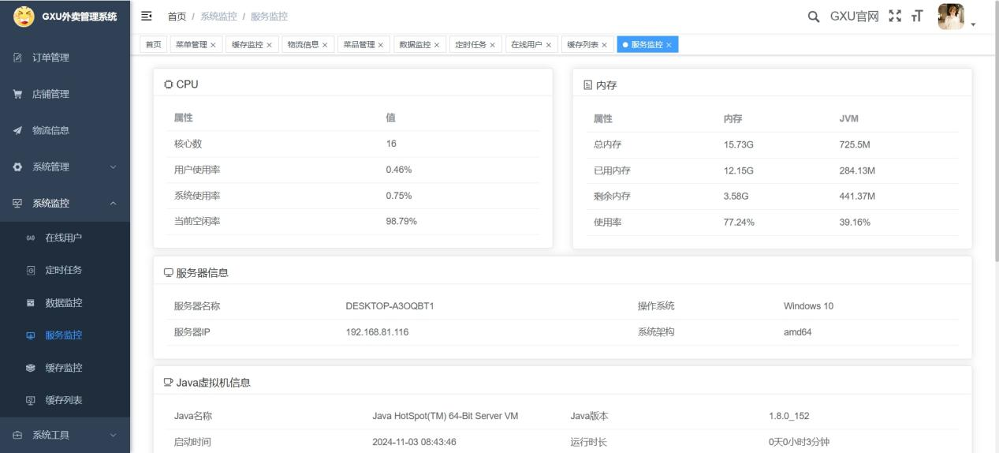 GXU外卖管理系统
首页 / 系统监控 / 服务监控
GXU官网
首页 菜单管理 × 缓存监控 × 物流信息 × 菜品管理 × 数据监控 × 定时任务 × 在线用户 × 缓存列表 × 服务监控 ×
订单管理
店铺管理
物流信息
系统管理
系统监控
在线用户
定时任务
数据监控
服务监控
缓存监控
缓存列表
系统工具
CPU
属性 值
核心数 16
用户使用率 0.46%
系统使用率 0.75%
当前空闲率 98.79%
内存
属性 内存 JVM
总内存 15.73G 725.5M
已用内存 12.15G 284.13M
剩余内存 3.58G 441.37M
使用率 77.24% 39.16%
服务器信息
服务器名称 DESKTOP-A3OQBT1 操作系统 Windows 10
服务器IP 192.168.81.116 系统架构 amd64
Java虚拟机信息
Java名称 Java HotSpot(TM) 64-Bit Server VM Java版本 1.8.0_152
启动时间 2024-11-03 08:43:46 运行时长 0天0小时3分钟